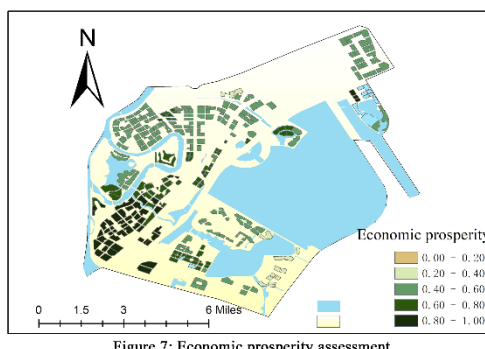 N
Economic prosperity
0.00 - 0.20
0.20 - 0.40
0.40 - 0.60
0.60 - 0.80
0.80 - 1.00
0 1.5 3 6 Miles
Figure 7: Economic prosperity assessment